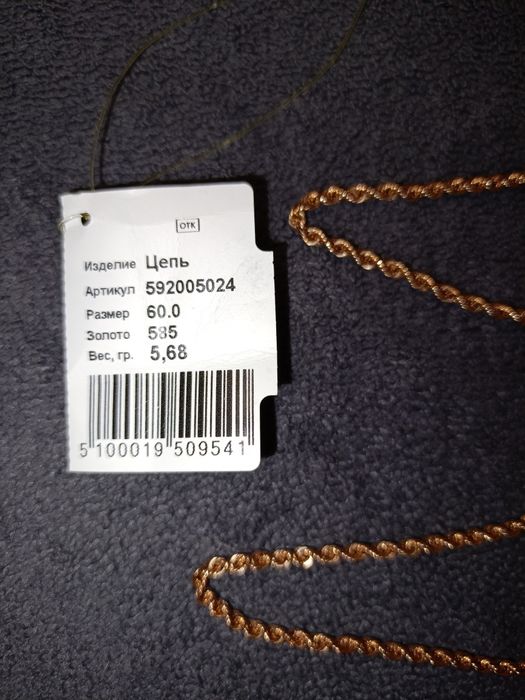 ОТК
Изделие Цепь
Артикул 592005024
Размер 60.0
Золото 585
Вес, гр. 5,68
5 100019 509541